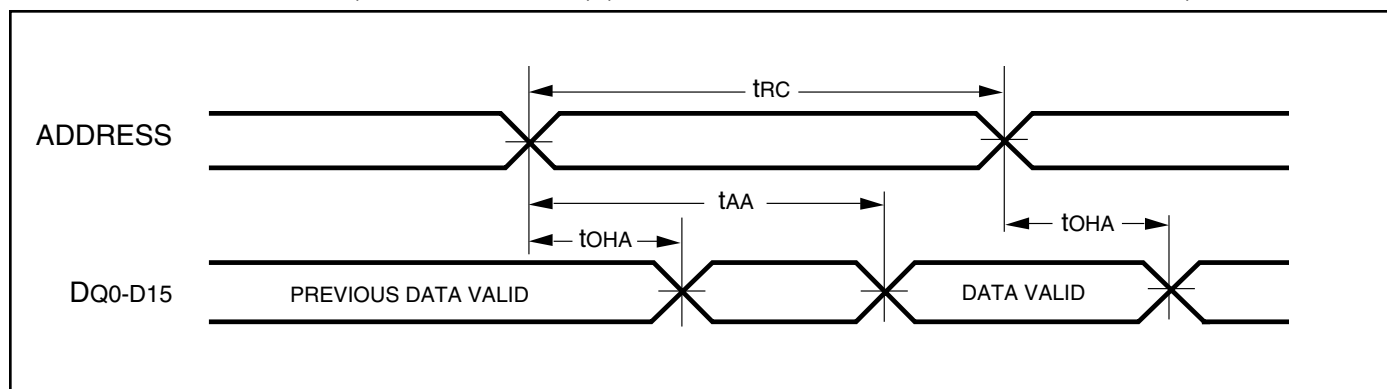 tRC
ADDRESS
tAA
tOHA
tOHA
DQ0-D15
PREVIOUS DATA VALID
DATA VALID